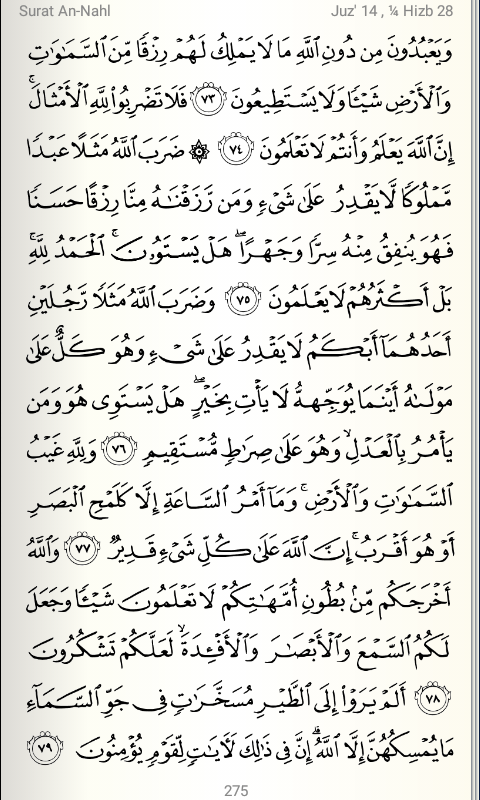 Surat An-Nahl Juz' 14 , ¼ Hizb 28
وَيَعْبُدُونَ مِن دُونِ ٱللَّهِ مَا لَا يَمْلِكُ لَهُمْ رِزْقًا مِّنَ ٱلسَّمَٰوَٰتِ
وَٱلْأَرْضِ شَيْـًٔا وَلَا يَسْتَطِيعُونَ ٧٣ فَلَا تَضْرِبُوا۟ لِلَّهِ ٱلْأَمْثَالَ ۚ
إِنَّ ٱللَّهَ يَعْلَمُ وَأَنتُمْ لَا تَعْلَمُونَ ٧٤ ۞ ضَرَبَ ٱللَّهُ مَثَلًا عَبْدًا
مَّمْلُوكًا لَّا يَقْدِرُ عَلَىٰ شَىْءٍ وَمَن رَّزَقْنَٰهُ مِنَّا رِزْقًا حَسَنًا
فَهُوَ يُنفِقُ مِنْهُ سِرًّا وَجَهْرًا ۖ هَلْ يَسْتَوُۥنَ ۚ ٱلْحَمْدُ لِلَّهِ ۚ
بَلْ أَكْثَرُهُمْ لَا يَعْلَمُونَ ٧٥ وَضَرَبَ ٱللَّهُ مَثَلًا رَّجُلَيْنِ
أَحَدُهُمَآ أَبْكَمُ لَا يَقْدِرُ عَلَىٰ شَىْءٍ وَهُوَ كَلٌّ عَلَىٰ
مَوْلَىٰهُ أَيْنَمَا يُوَجِّههُّ لَا يَأْتِ بِخَيْرٍ ۖ هَلْ يَسْتَوِى هُوَ وَمَن
يَأْمُرُ بِٱلْعَدْلِ ۙ وَهُوَ عَلَىٰ صِرَٰطٍ مُّسْتَقِيمٍ ٧٦ وَلِلَّهِ غَيْبُ
ٱلسَّمَٰوَٰتِ وَٱلْأَرْضِ ۚ وَمَآ أَمْرُ ٱلسَّاعَةِ إِلَّا كَلَمْحِ ٱلْبَصَرِ
أَوْ هُوَ أَقْرَبُ ۚ إِنَّ ٱللَّهَ عَلَىٰ كُلِّ شَىْءٍ قَدِيرٌ ٧٧ وَٱللَّهُ
أَخْرَجَكُم مِّنۢ بُطُونِ أُمَّهَٰتِكُمْ لَا تَعْلَمُونَ شَيْـًٔا وَجَعَلَ
لَكُمُ ٱلسَّمْعَ وَٱلْأَبْصَٰرَ وَٱلْأَفْـِٔدَةَ ۙ لَعَلَّكُمْ تَشْكُرُونَ
٧٨ أَلَمْ يَرَوْا۟ إِلَى ٱلطَّيْرِ مُسَخَّرَٰتٍ فِى جَوِّ ٱلسَّمَآءِ
مَا يُمْسِكُهُنَّ إِلَّا ٱللَّهُ ۗ إِنَّ فِى ذَٰلِكَ لَـَٔايَٰتٍ لِّقَوْمٍ يُؤْمِنُونَ ٧٩
275